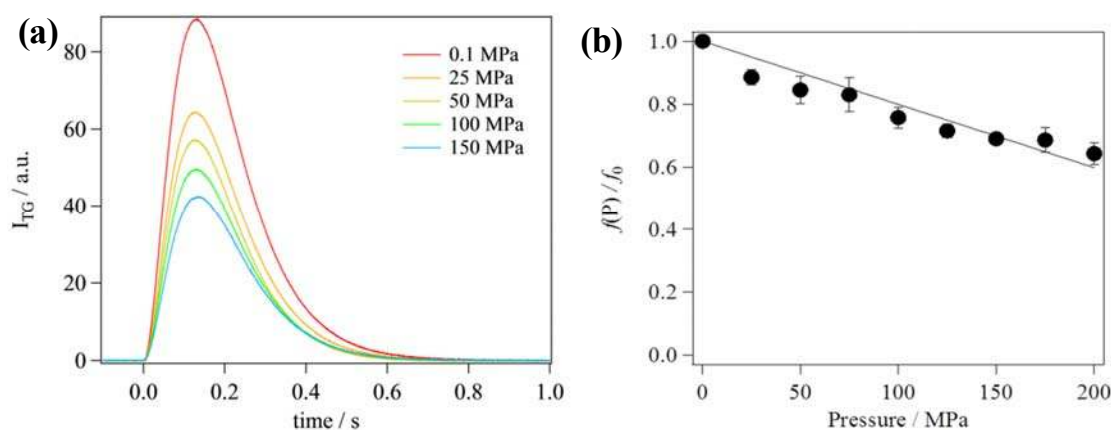 (a)
I_TG / a.u.
80
60
40
20
0
0.1 MPa
25 MPa
50 MPa
100 MPa
150 MPa
0.0 0.2 0.4 0.6 0.8 1.0
time / s
(b)
f(P) / f₀
1.0
0.8
0.6
0.4
0.2
0.0
0 50 100 150 200
Pressure / MPa